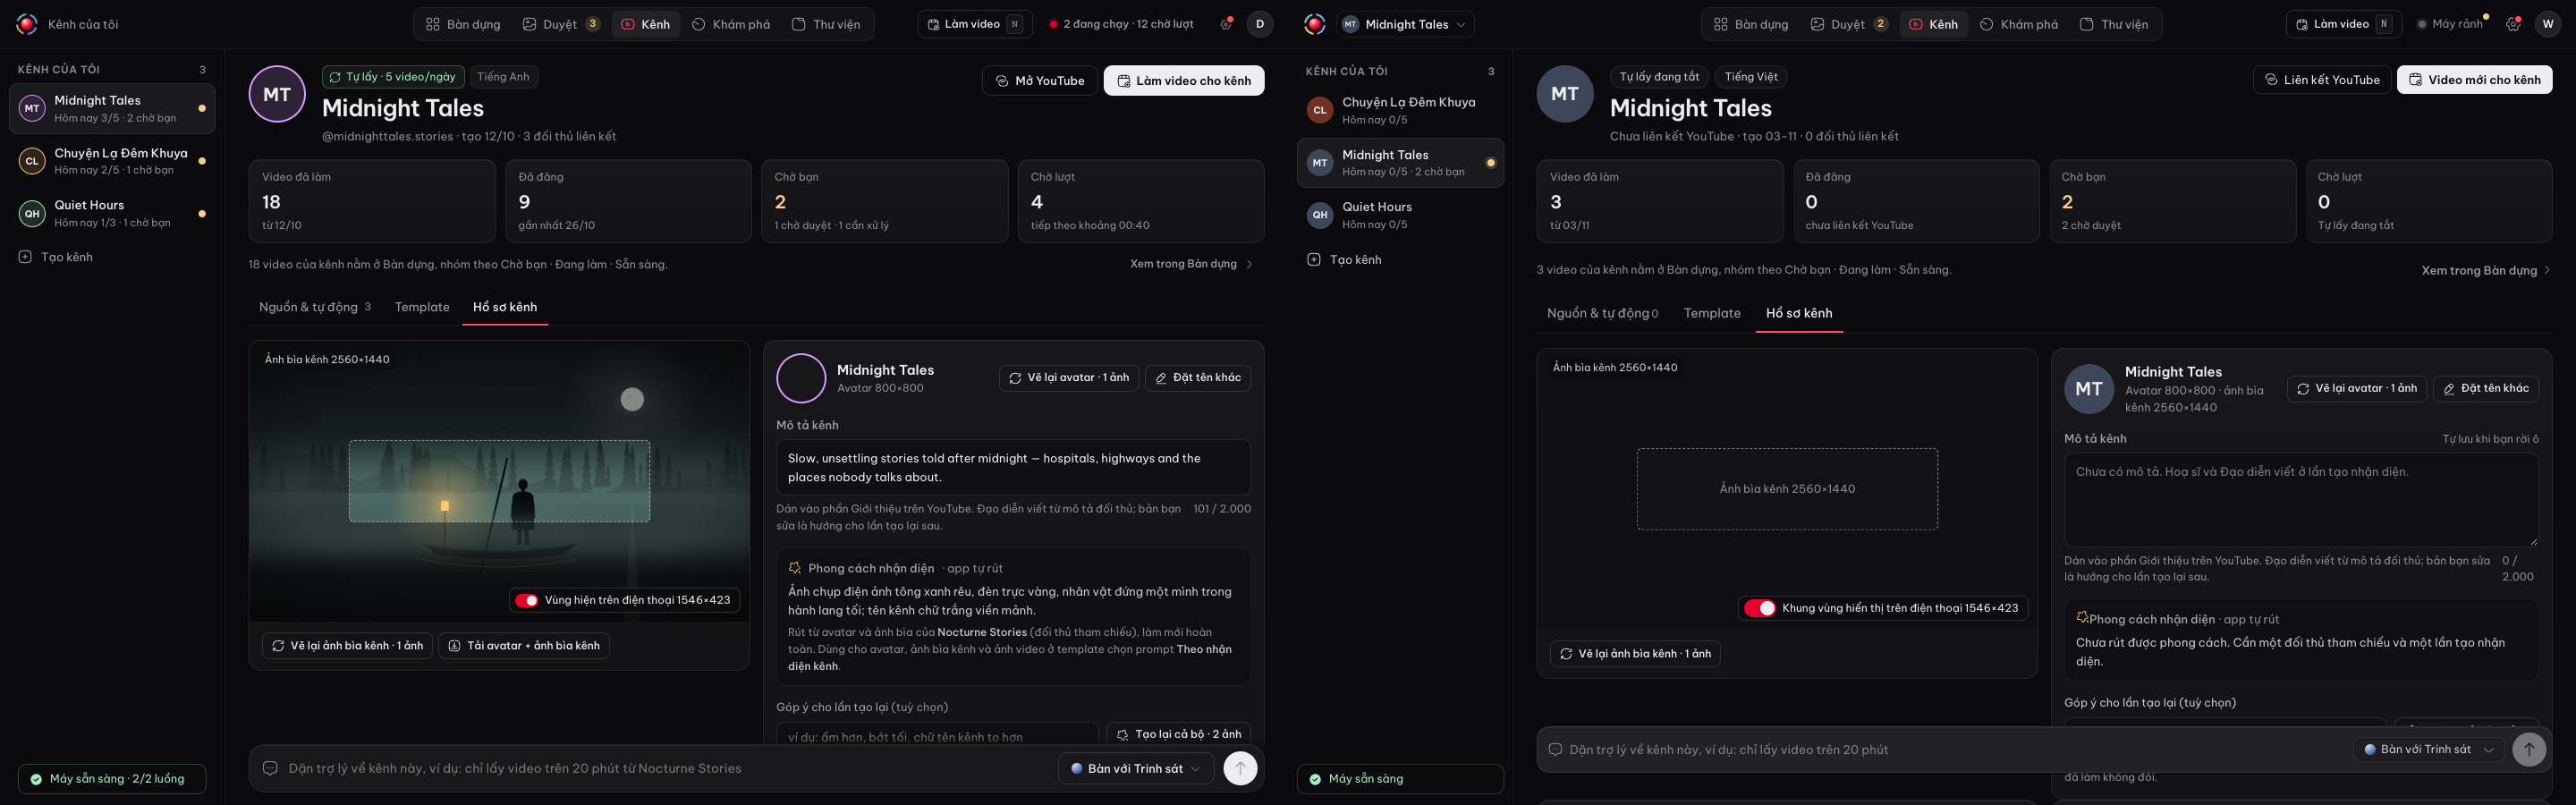 Kênh của tôi
Bàn dựng
Duyệt 3
Kênh
Khám phá
Thư viện
Làm video N
2 đang chạy · 12 chờ lượt
D
KÊNH CỦA TÔI 3
MT
Midnight Tales
Hôm nay 3/5 · 2 chờ bạn
CL
Chuyện Lạ Đêm Khuya
Hôm nay 2/5 · 1 chờ bạn
QH
Quiet Hours
Hôm nay 1/3 · 1 chờ bạn
Tạo kênh
Máy sẵn sàng · 2/2 luồng
MT
Tự lấy · 5 video/ngày
Tiếng Anh
Midnight Tales
@midnighttales.stories · tạo 12/10 · 3 đối thủ liên kết
Mở YouTube
Làm video cho kênh
Video đã làm
18
từ 12/10
Đã đăng
9
gần nhất 26/10
Chờ bạn
2
1 chờ duyệt · 1 cần xử lý
Chờ lượt
4
tiếp theo khoảng 00:40
18 video của kênh nằm ở Bàn dựng, nhóm theo Chờ bạn · Đang làm · Sẵn sàng.
Xem trong Bàn dựng
Nguồn & tự động 3
Template
Hồ sơ kênh
Ảnh bìa kênh 2560×1440
Vùng hiện trên điện thoại 1546×423
Vẽ lại ảnh bìa kênh · 1 ảnh
Tải avatar + ảnh bìa kênh
Midnight Tales
Avatar 800×800
Vẽ lại avatar · 1 ảnh
Đặt tên khác
Mô tả kênh
Slow, unsettling stories told after midnight — hospitals, highways and the
places nobody talks about.
Dán vào phần Giới thiệu trên YouTube. Đạo diễn viết từ mô tả đối thủ; bản bạn 101 / 2.000
sửa là hướng cho lần tạo lại sau.
Phong cách nhận diện · app tự rút
Ảnh chụp điện ảnh tông xanh rêu, đèn trực vàng, nhân vật đứng một mình trong
hành lang tối; tên kênh chữ trắng viền mảnh.
Rút từ avatar và ảnh bìa của Nocturne Stories (đối thủ tham chiếu), làm mới hoàn
toàn. Dùng cho avatar, ảnh bìa kênh và ảnh video ở template chọn prompt Theo nhận
diện kênh.
Góp ý cho lần tạo lại (tuỳ chọn)
ví dụ: ấm hơn, bớt tối, chữ tên kênh to hơn
Tạo lại cả bộ · 2 ảnh
Dặn trợ lý về kênh này, ví dụ: chỉ lấy video trên 20 phút từ Nocturne Stories
Bàn với Trinh sát
MT Midnight Tales
Bàn dựng
Duyệt 2
Kênh
Khám phá
Thư viện
Làm video N
Máy rảnh
W
KÊNH CỦA TÔI 3
CL
Chuyện Lạ Đêm Khuya
Hôm nay 0/5
MT
Midnight Tales
Hôm nay 0/5 · 2 chờ bạn
QH
Quiet Hours
Hôm nay 0/5
Tạo kênh
Máy sẵn sàng
MT
Tự lấy đang tắt
Tiếng Việt
Midnight Tales
Chưa liên kết YouTube · tạo 03-11 · 0 đối thủ liên kết
Liên kết YouTube
Video mới cho kênh
Video đã làm
3
từ 03/11
Đã đăng
0
chưa liên kết YouTube
Chờ bạn
2
2 chờ duyệt
Chờ lượt
0
Tự lấy đang tắt
3 video của kênh nằm ở Bàn dựng, nhóm theo Chờ bạn · Đang làm · Sẵn sàng.
Xem trong Bàn dựng
Nguồn & tự động 0
Template
Hồ sơ kênh
Ảnh bìa kênh 2560×1440
Ảnh bìa kênh 2560×1440
Khung vùng hiển thị trên điện thoại 1546×423
Vẽ lại ảnh bìa kênh · 1 ảnh
MT
Midnight Tales
Avatar 800×800 · ảnh bìa
kênh 2560×1440
Vẽ lại avatar · 1 ảnh
Đặt tên khác
Mô tả kênh
Tự lưu khi bạn rời ô
Chưa có mô tả. Hoạ sĩ và Đạo diễn viết ở lần tạo nhận diện.
Dán vào phần Giới thiệu trên YouTube. Đạo diễn viết từ mô tả đối thủ; bản bạn sửa 0 /
là hướng cho lần tạo lại sau. 2.000
Phong cách nhận diện · app tự rút
Chưa rút được phong cách. Cần một đối thủ tham chiếu và một lần tạo nhận
diện.
Góp ý cho lần tạo lại (tuỳ chọn)
Dặn trợ lý về kênh này, ví dụ: chỉ lấy video trên 20 phút
Bàn với Trinh sát
đã làm không đổi.